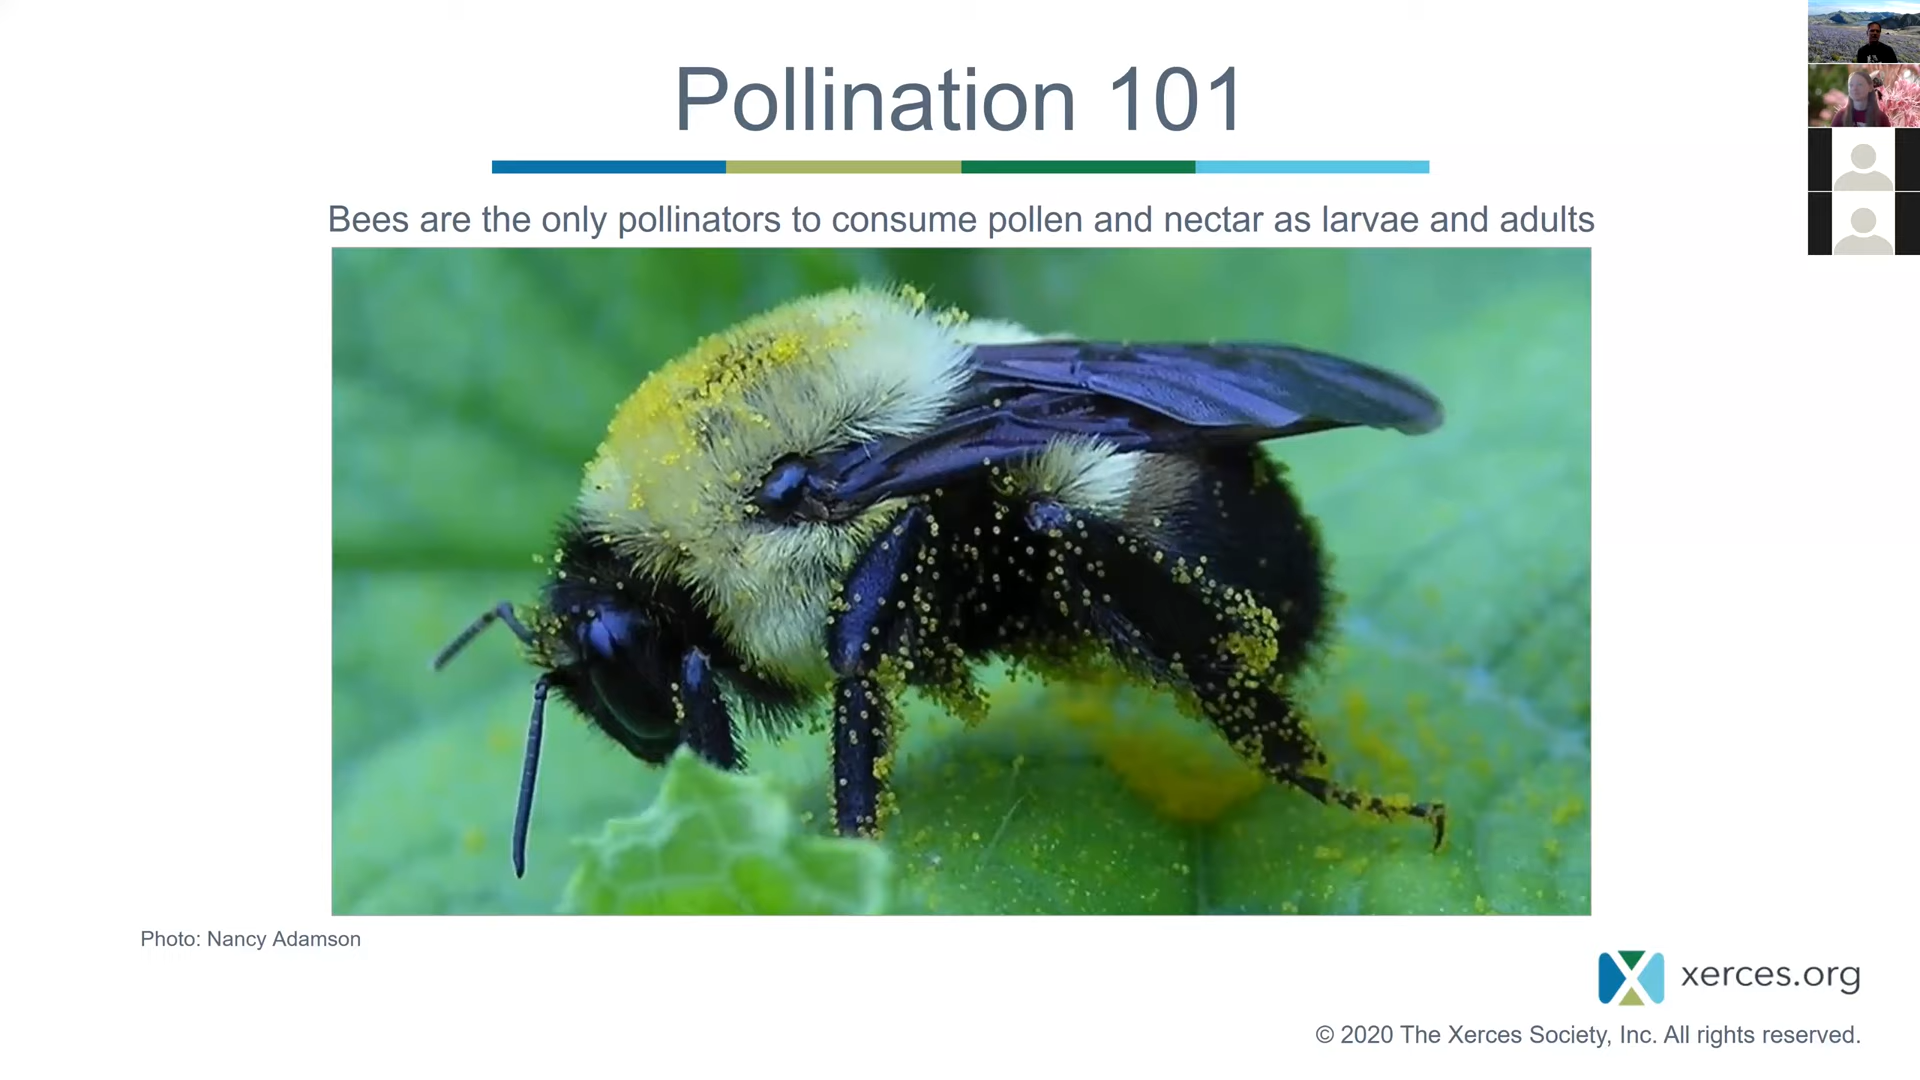 Pollination 101
Bees are the only pollinators to consume pollen and nectar as larvae and adults
Photo: Nancy Adamson
xerces.org
© 2020 The Xerces Society, Inc. All rights reserved.